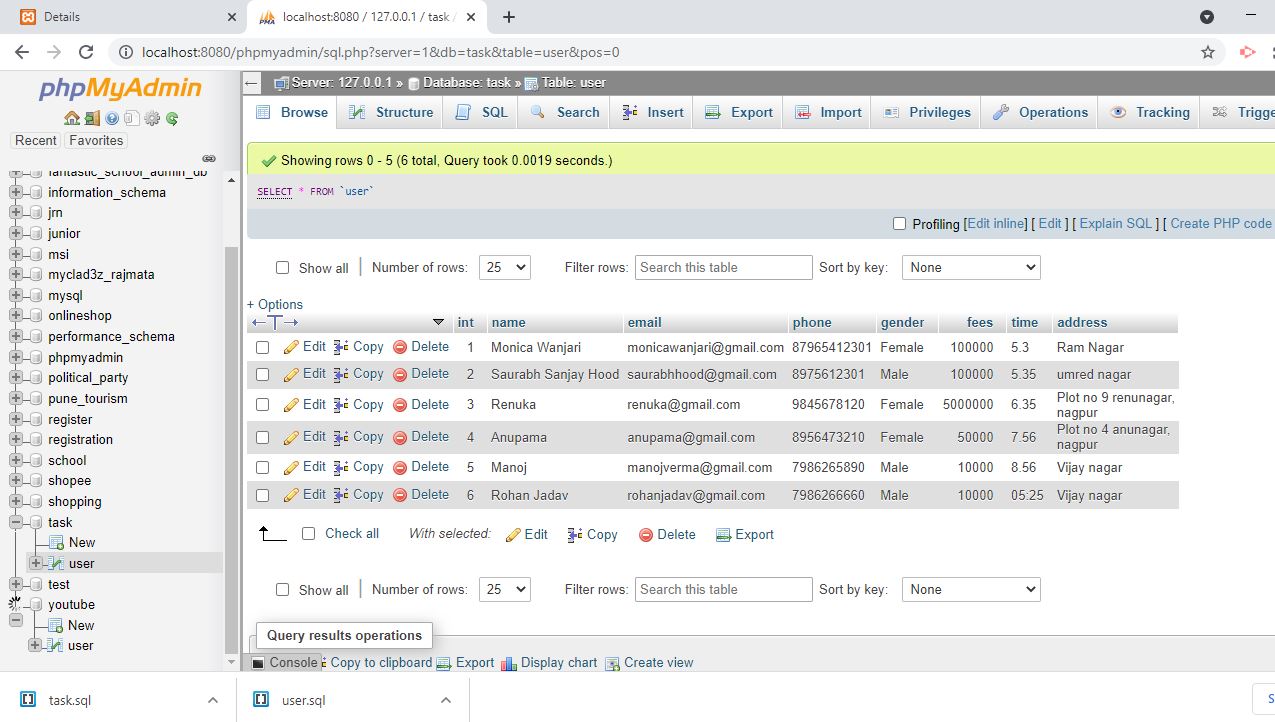 Details
localhost:8080 / 127.0.0.1 / task /
localhost:8080/phpmyadmin/sql.php?server=1&db=task&table=user&pos=0
phpMyAdmin
Recent Favorites
fantastic_school_admin_db
information_schema
jrn
junior
msi
myclad3z_rajmata
mysql
onlineshop
performance_schema
phpmyadmin
political_party
pune_tourism
register
registration
school
shopee
shopping
task
New
user
test
youtube
New
user
Server: 127.0.0.1 » Database: task » Table: user
Browse Structure SQL Search Insert Export Import Privileges Operations Tracking Trigge
Showing rows 0 - 5 (6 total, Query took 0.0019 seconds.)
SELECT * FROM `user`
Profiling [Edit inline] [ Edit ] [ Explain SQL ] [ Create PHP code
Show all | Number of rows: 25 Filter rows: Search this table Sort by key: None
+ Options
int name email phone gender fees time address
Edit Copy Delete 1 Monica Wanjari monicawanjari@gmail.com 87965412301 Female 100000 5.3 Ram Nagar
Edit Copy Delete 2 Saurabh Sanjay Hood saurabhhood@gmail.com 8975612301 Male 100000 5.35 umred nagar
Edit Copy Delete 3 Renuka renuka@gmail.com 9845678120 Female 5000000 6.35 Plot no 9 renunagar,
nagpur
Edit Copy Delete 4 Anupama anupama@gmail.com 8956473210 Female 50000 7.56 Plot no 4 anunagar,
nagpur
Edit Copy Delete 5 Manoj manojverma@gmail.com 7986265890 Male 10000 8.56 Vijay nagar
Edit Copy Delete 6 Rohan Jadav rohanjadav@gmail.com 7986266660 Male 10000 05:25 Vijay nagar
Check all With selected: Edit Copy Delete Export
Show all | Number of rows: 25 Filter rows: Search this table Sort by key: None
Query results operations
Console Copy to clipboard Export Display chart Create view
task.sql
user.sql
S